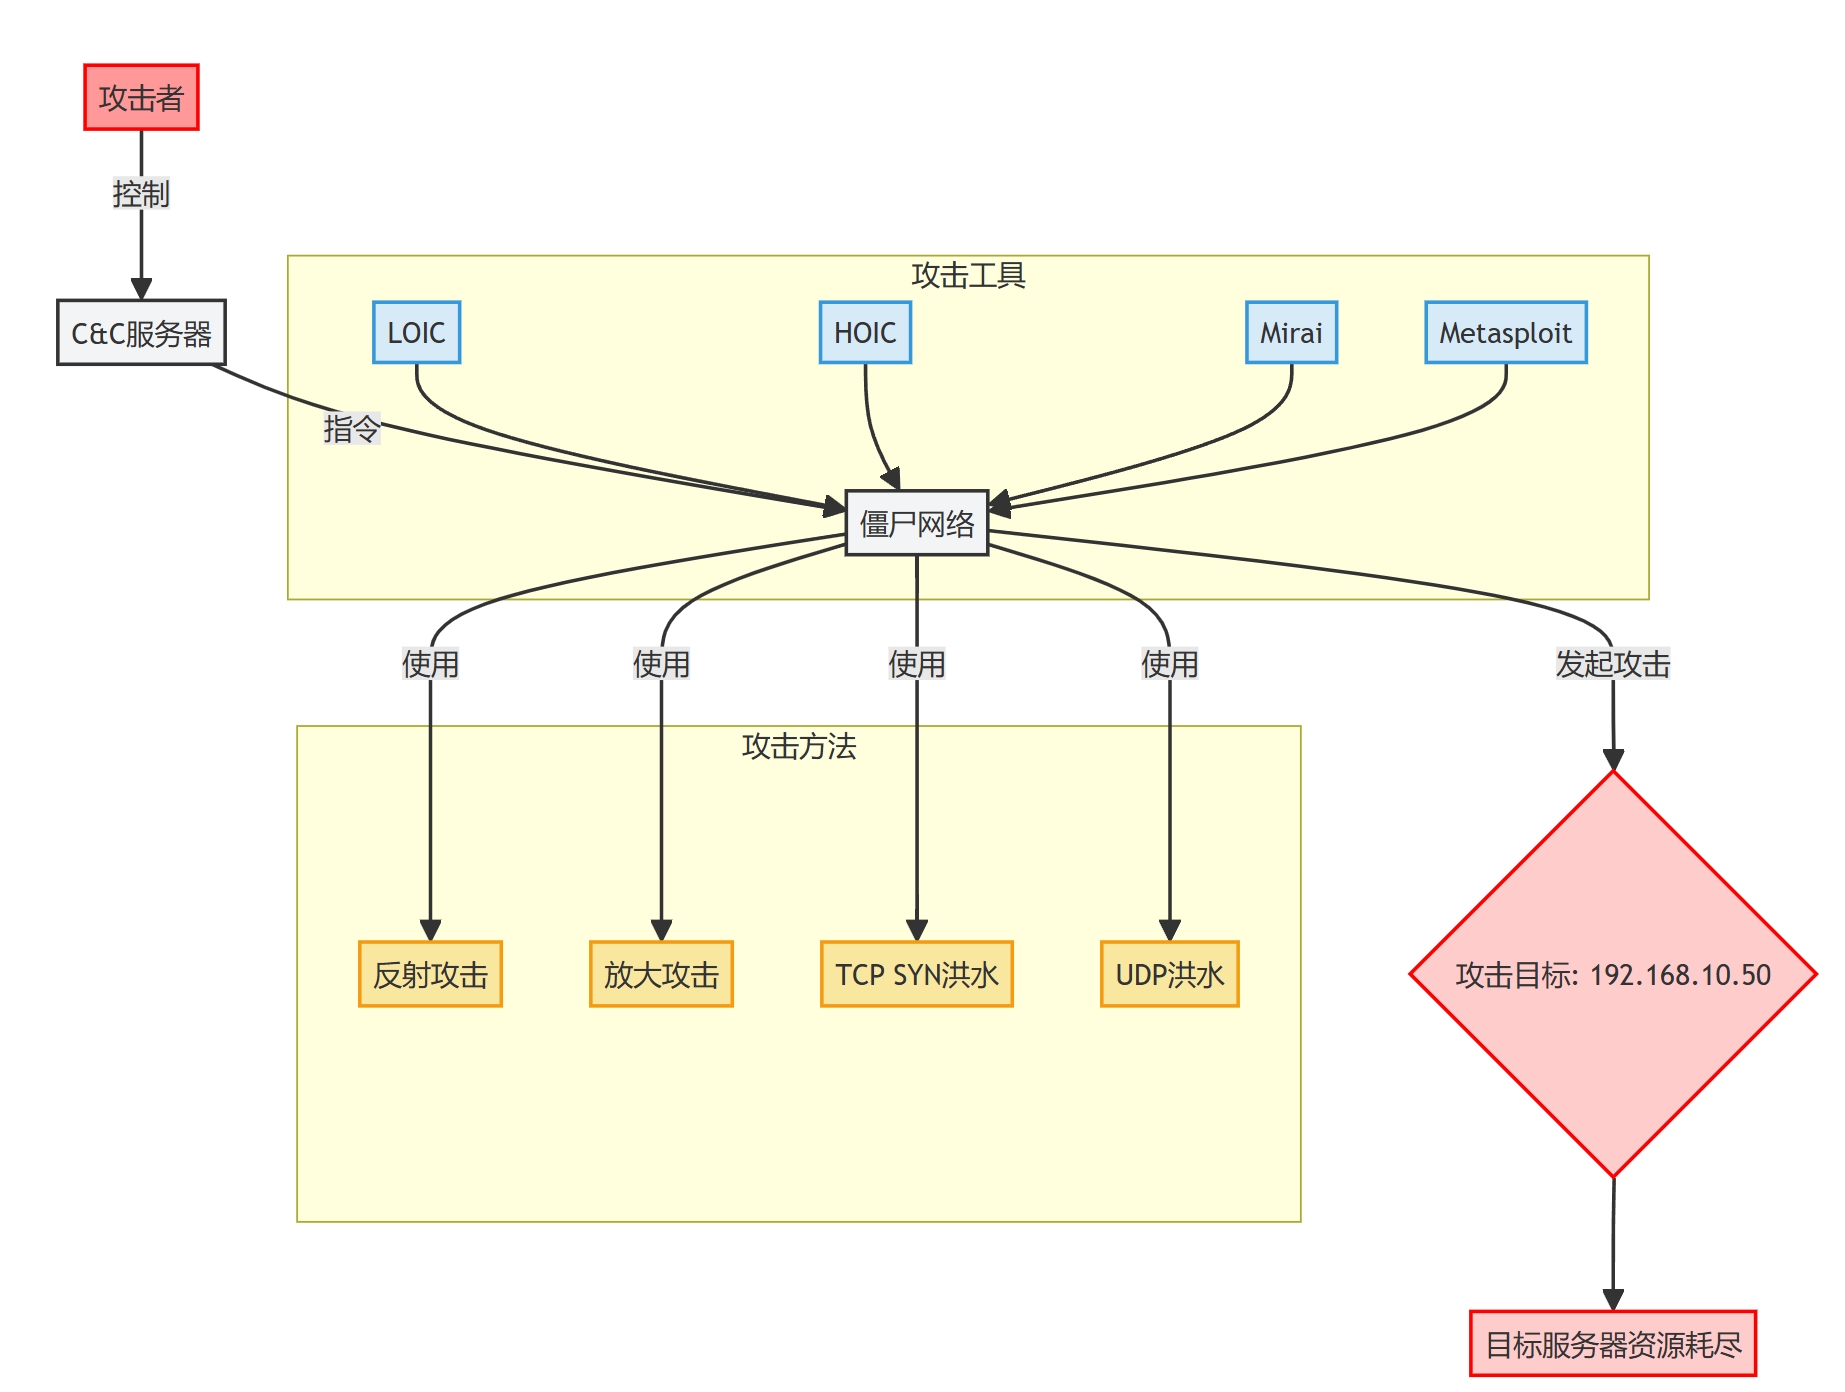 攻击者
控制
C&C服务器
指令
攻击工具
LOIC
HOIC
Mirai
Metasploit
僵尸网络
使用
使用
使用
使用
发起攻击
攻击方法
反射攻击
放大攻击
TCP SYN洪水
UDP洪水
攻击目标: 192.168.10.50
目标服务器资源耗尽